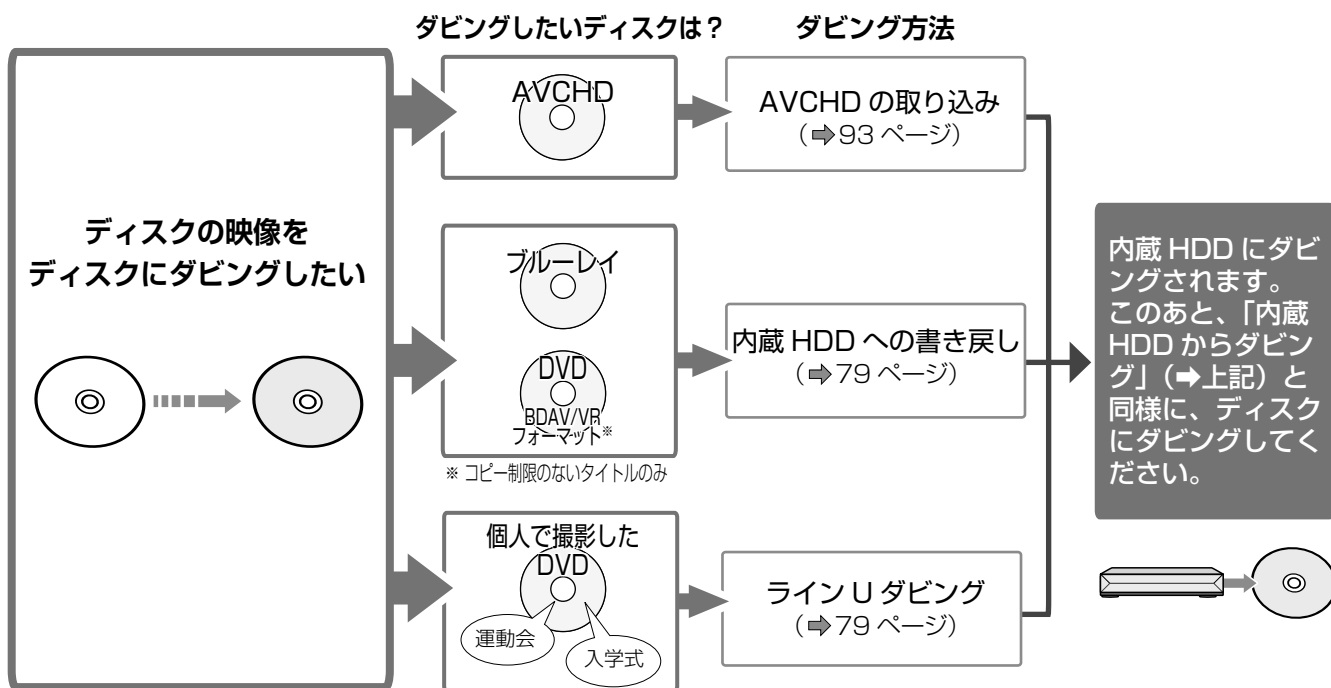 ダビングしたいディスクは？
ダビング方法
ディスクの映像を
ディスクにダビングしたい
AVCHD
AVCHD の取り込み
（➡93 ページ）
ブルーレイ
DVD
BDAV/VR
フォーマット※
※ コピー制限のないタイトルのみ
内蔵 HDD への書き戻し
（➡79 ページ）
個人で撮影した
DVD
運動会
入学式
ライン U ダビング
（➡79 ページ）
内蔵 HDD にダビ
ングされます。
このあと、「内蔵
HDD からダビン
グ」（➡上記）と
同様に、ディスク
にダビングしてく
ださい。